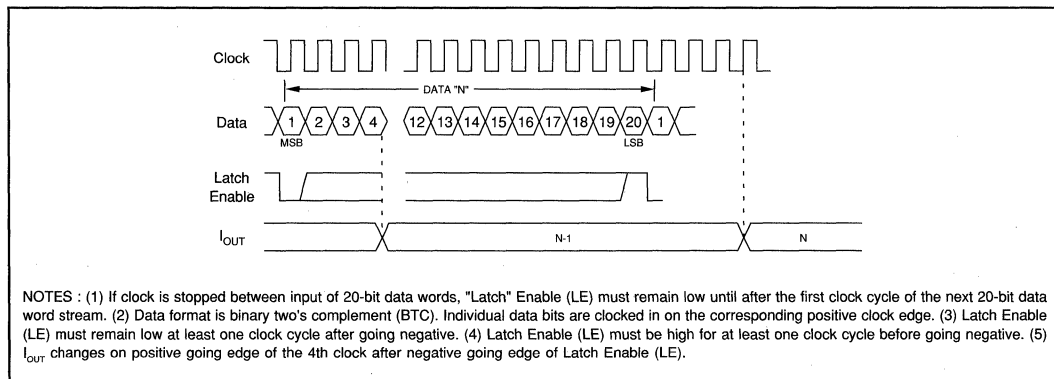 Clock
DATA "N"
Data 1 2 3 4 12 13 14 15 16 17 18 19 20 1
MSB LSB
Latch
Enable
IOUT N-1 N
NOTES : (1) If clock is stopped between input of 20-bit data words, "Latch" Enable (LE) must remain low until after the first clock cycle of the next 20-bit data
word stream. (2) Data format is binary two's complement (BTC). Individual data bits are clocked in on the corresponding positive clock edge. (3) Latch Enable
(LE) must remain low at least one clock cycle after going negative. (4) Latch Enable (LE) must be high for at least one clock cycle before going negative. (5)
IOUT changes on positive going edge of the 4th clock after negative going edge of Latch Enable (LE).